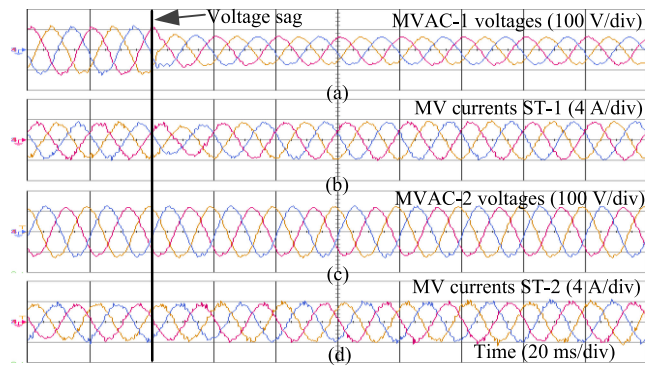 Voltage sag
MVAC-1 voltages (100 V/div)
(a)
MV currents ST-1 (4 A/div)
(b)
MVAC-2 voltages (100 V/div)
(c)
MV currents ST-2 (4 A/div)
Time (20 ms/div)
(d)